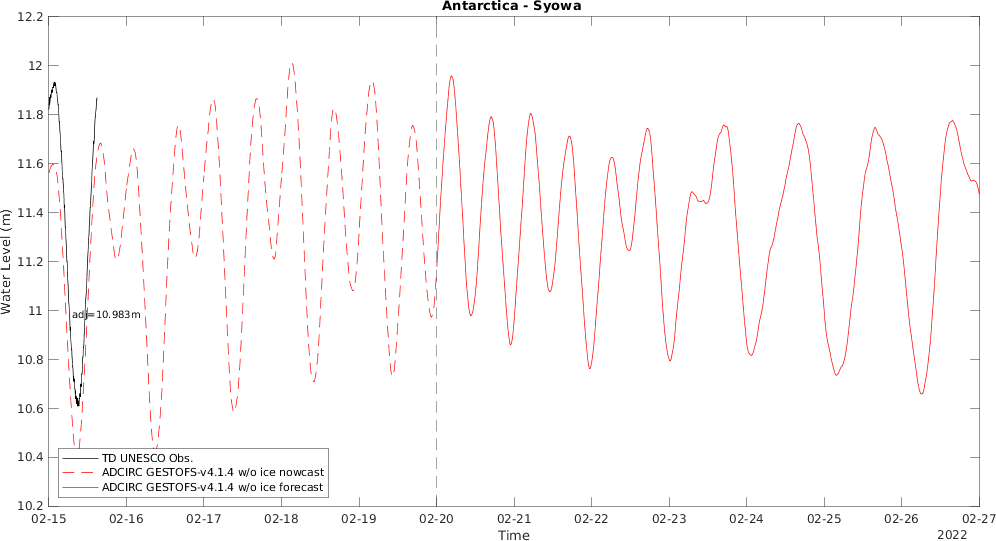 Antarctica - Syowa
Water Level (m)
12.2
12
11.8
11.6
11.4
11.2
11
10.8
10.6
10.4
10.2
adj=10.983m
TD UNESCO Obs.
ADCIRC GESTOFS-v4.1.4 w/o ice nowcast
ADCIRC GESTOFS-v4.1.4 w/o ice forecast
02-15 02-16 02-17 02-18 02-19 02-20 02-21 02-22 02-23 02-24 02-25 02-26 02-27
Time
2022